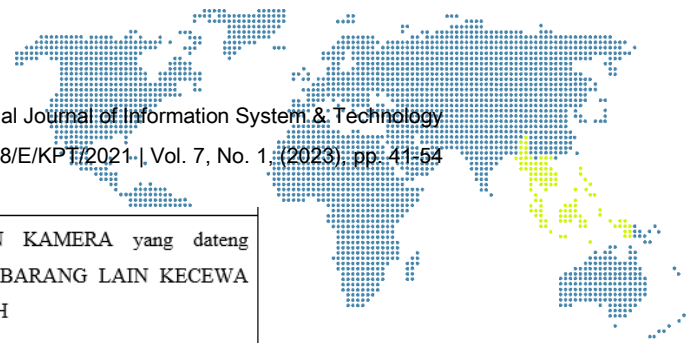 al Journal of Information System & Technology
8/E/KPT/2021 | Vol. 7, No. 1, (2023), pp. 41-54
KAMERA yang dateng
BARANG LAIN KECEWA